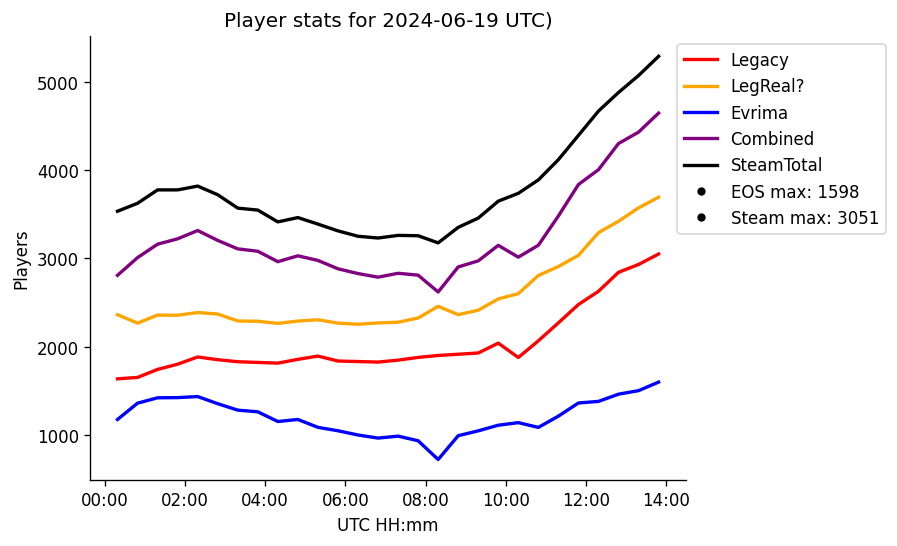 Player stats for 2024-06-19 UTC)
Players
5000
4000
3000
2000
1000
00:00 02:00 04:00 06:00 08:00 10:00 12:00 14:00
UTC HH:mm
Legacy
LegReal?
Evrima
Combined
SteamTotal
EOS max: 1598
Steam max: 3051